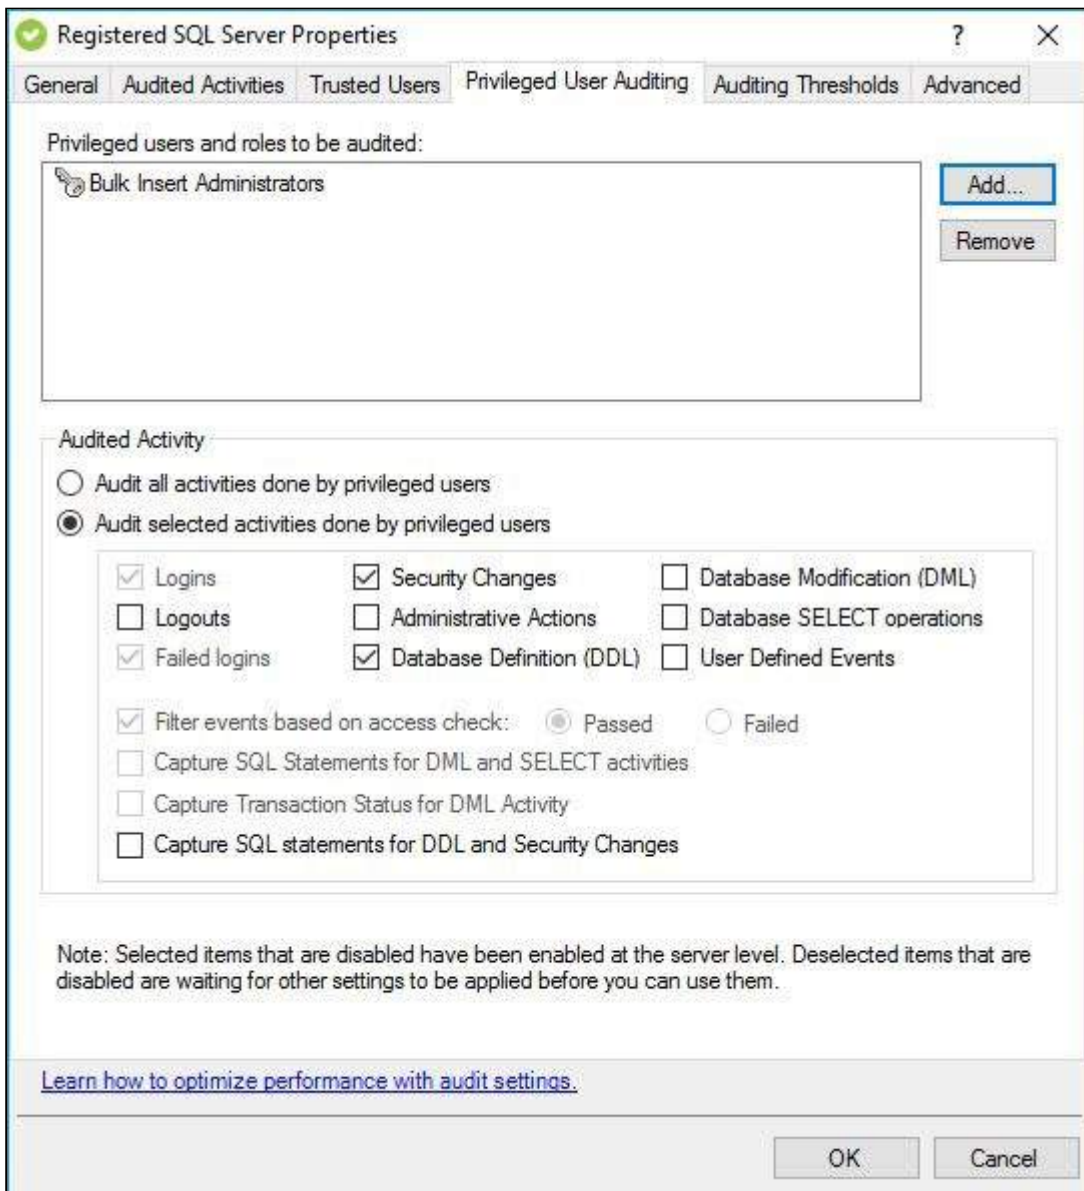 Registered SQL Server Properties ? X
General Audited Activities Trusted Users Privileged User Auditing Auditing Thresholds Advanced
Privileged users and roles to be audited:
Bulk Insert Administrators
Add...
Remove
Audited Activity
Audit all activities done by privileged users
Audit selected activities done by privileged users
Logins Security Changes Database Modification (DML)
Logouts Administrative Actions Database SELECT operations
Failed logins Database Definition (DDL) User Defined Events
Filter events based on access check: Passed Failed
Capture SQL Statements for DML and SELECT activities
Capture Transaction Status for DML Activity
Capture SQL statements for DDL and Security Changes
Note: Selected items that are disabled have been enabled at the server level. Deselected items that are
disabled are waiting for other settings to be applied before you can use them.
Learn how to optimize performance with audit settings.
OK Cancel